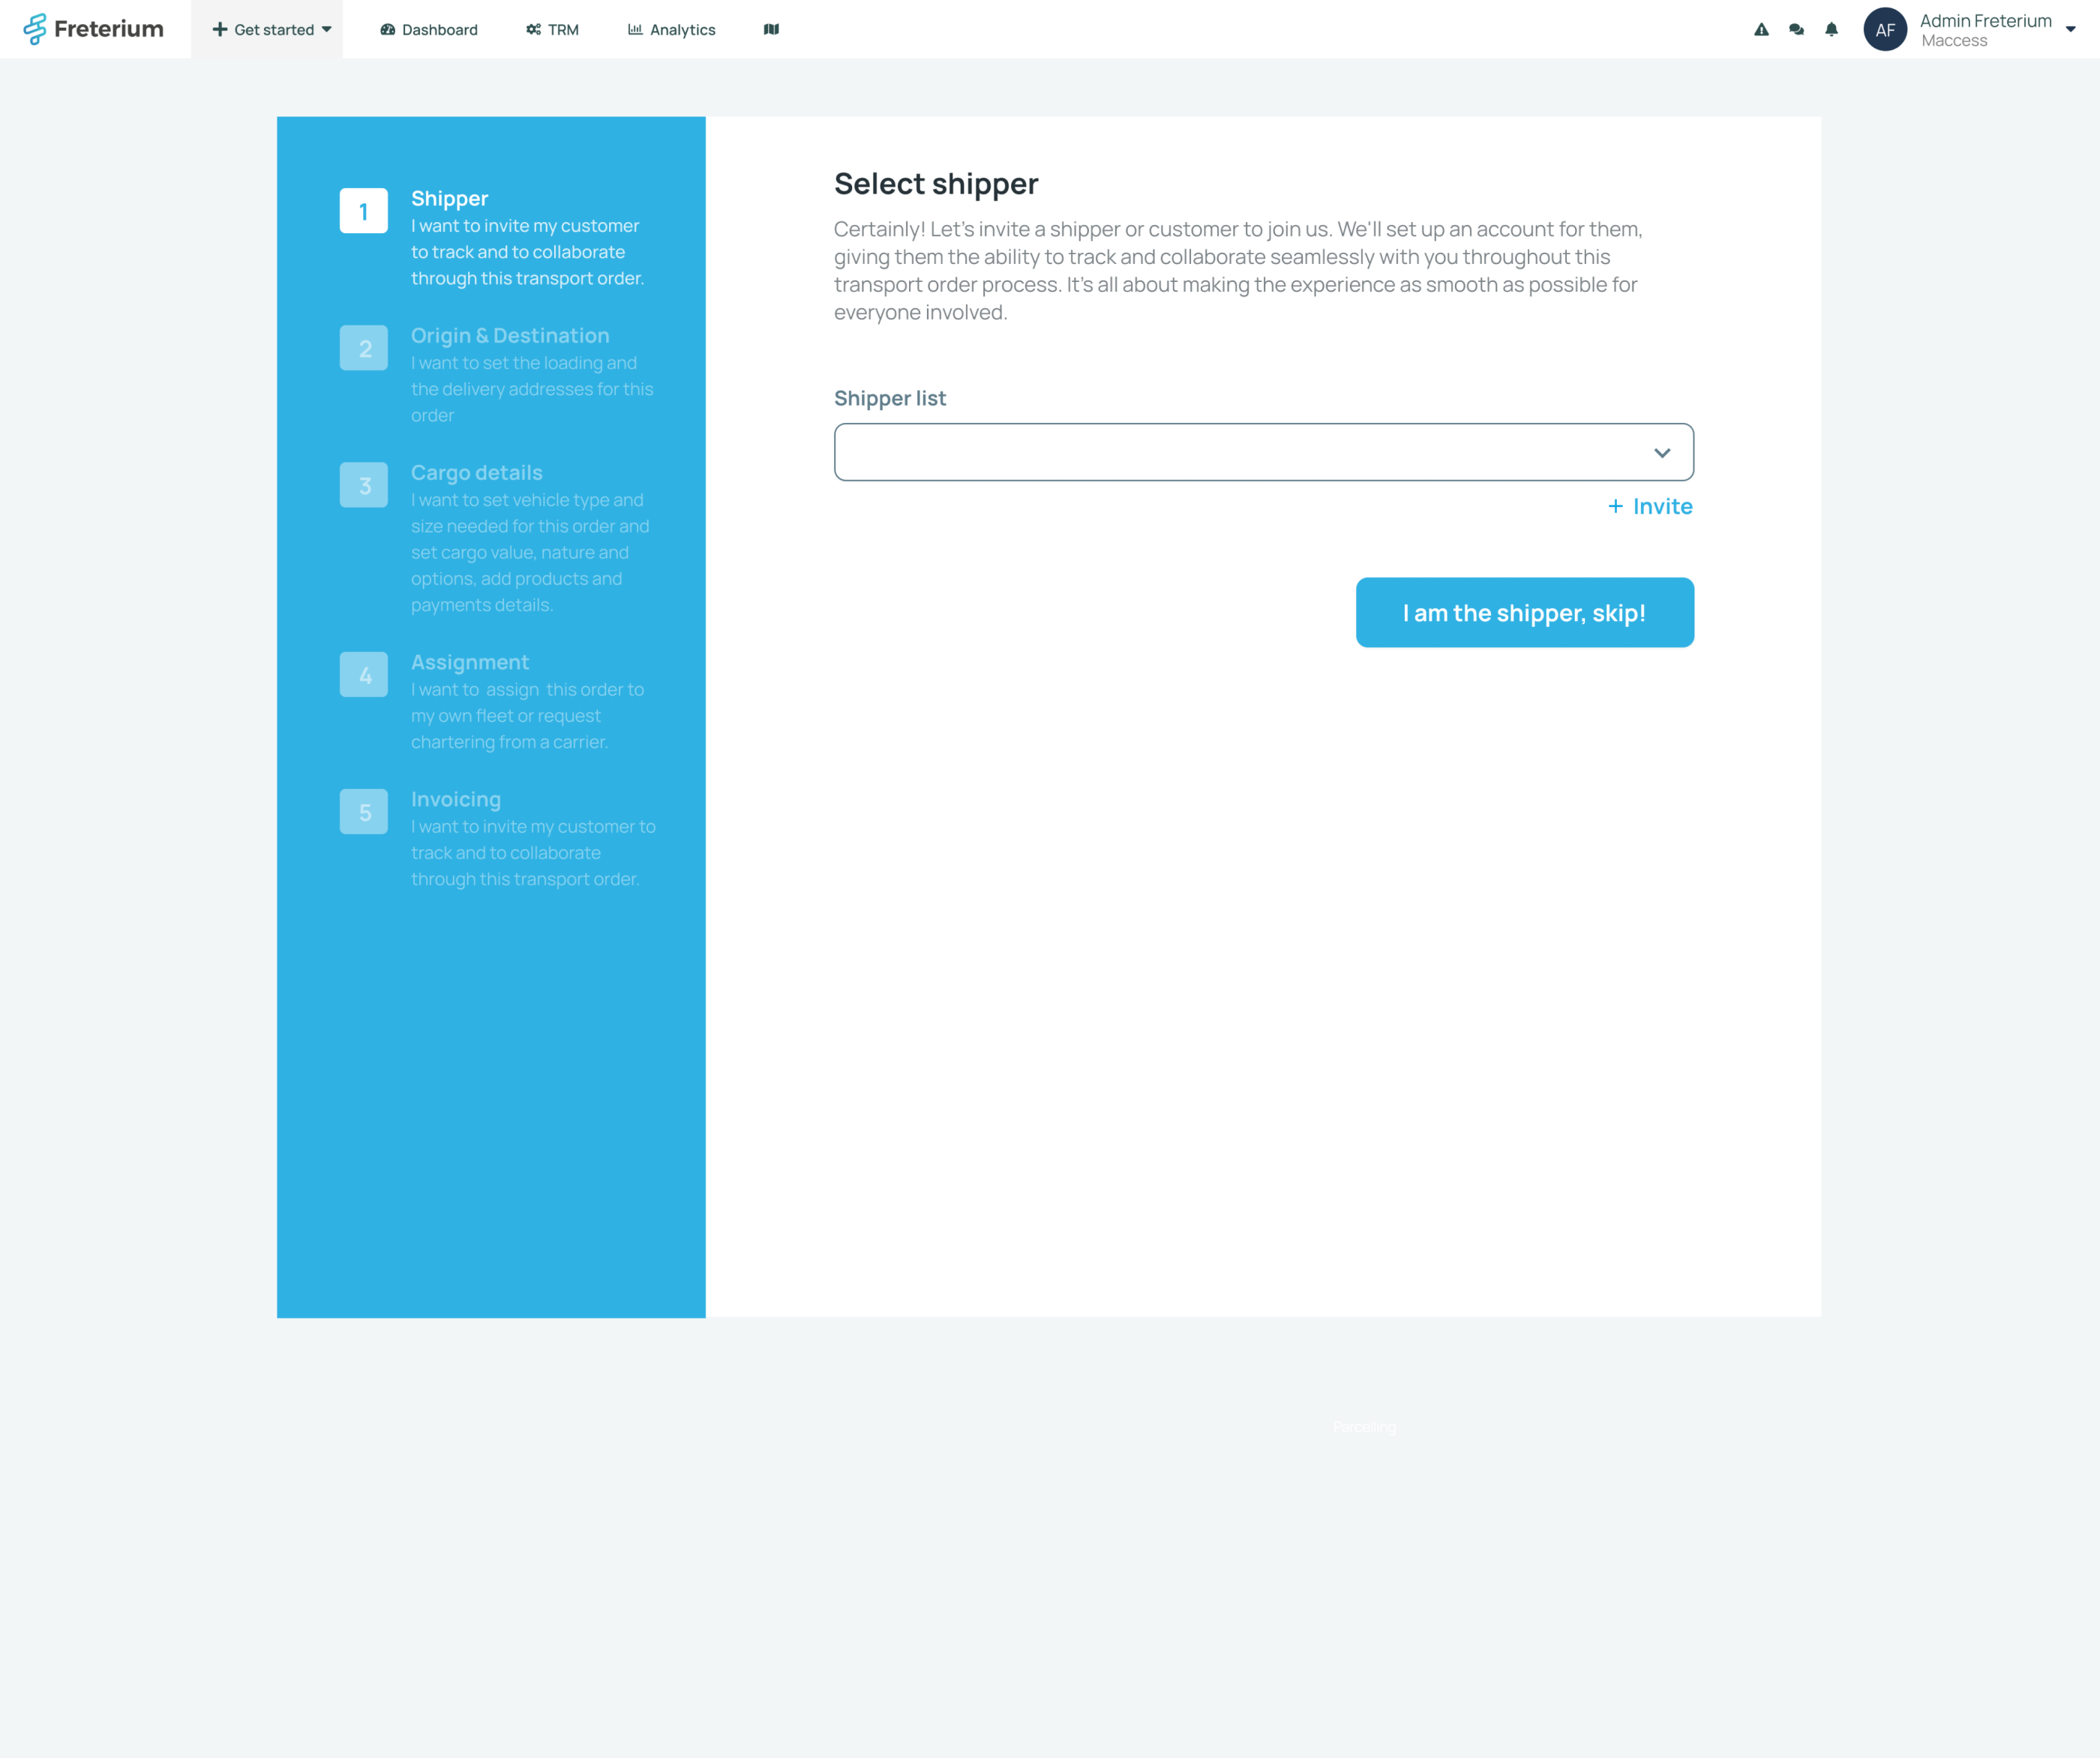 Freterium
Get started
Dashboard
TRM
Analytics
AF
Admin Freterium
Maccess
1
Shipper
I want to invite my customer
to track and to collaborate
through this transport order.
2
Origin & Destination
I want to set the loading and
the delivery addresses for this
order
3
Cargo details
I want to set vehicle type and
size needed for this order and
set cargo value, nature and
options, add products and
payments details.
4
Assignment
I want to  assign  this order to
my own fleet or request
chartering from a carrier.
5
Invoicing
I want to invite my customer to
track and to collaborate
through this transport order.
Select shipper
Certainly! Let's invite a shipper or customer to join us. We'll set up an account for them,
giving them the ability to track and collaborate seamlessly with you throughout this
transport order process. It's all about making the experience as smooth as possible for
everyone involved.
Shipper list
+ Invite
I am the shipper, skip!
Parcelling